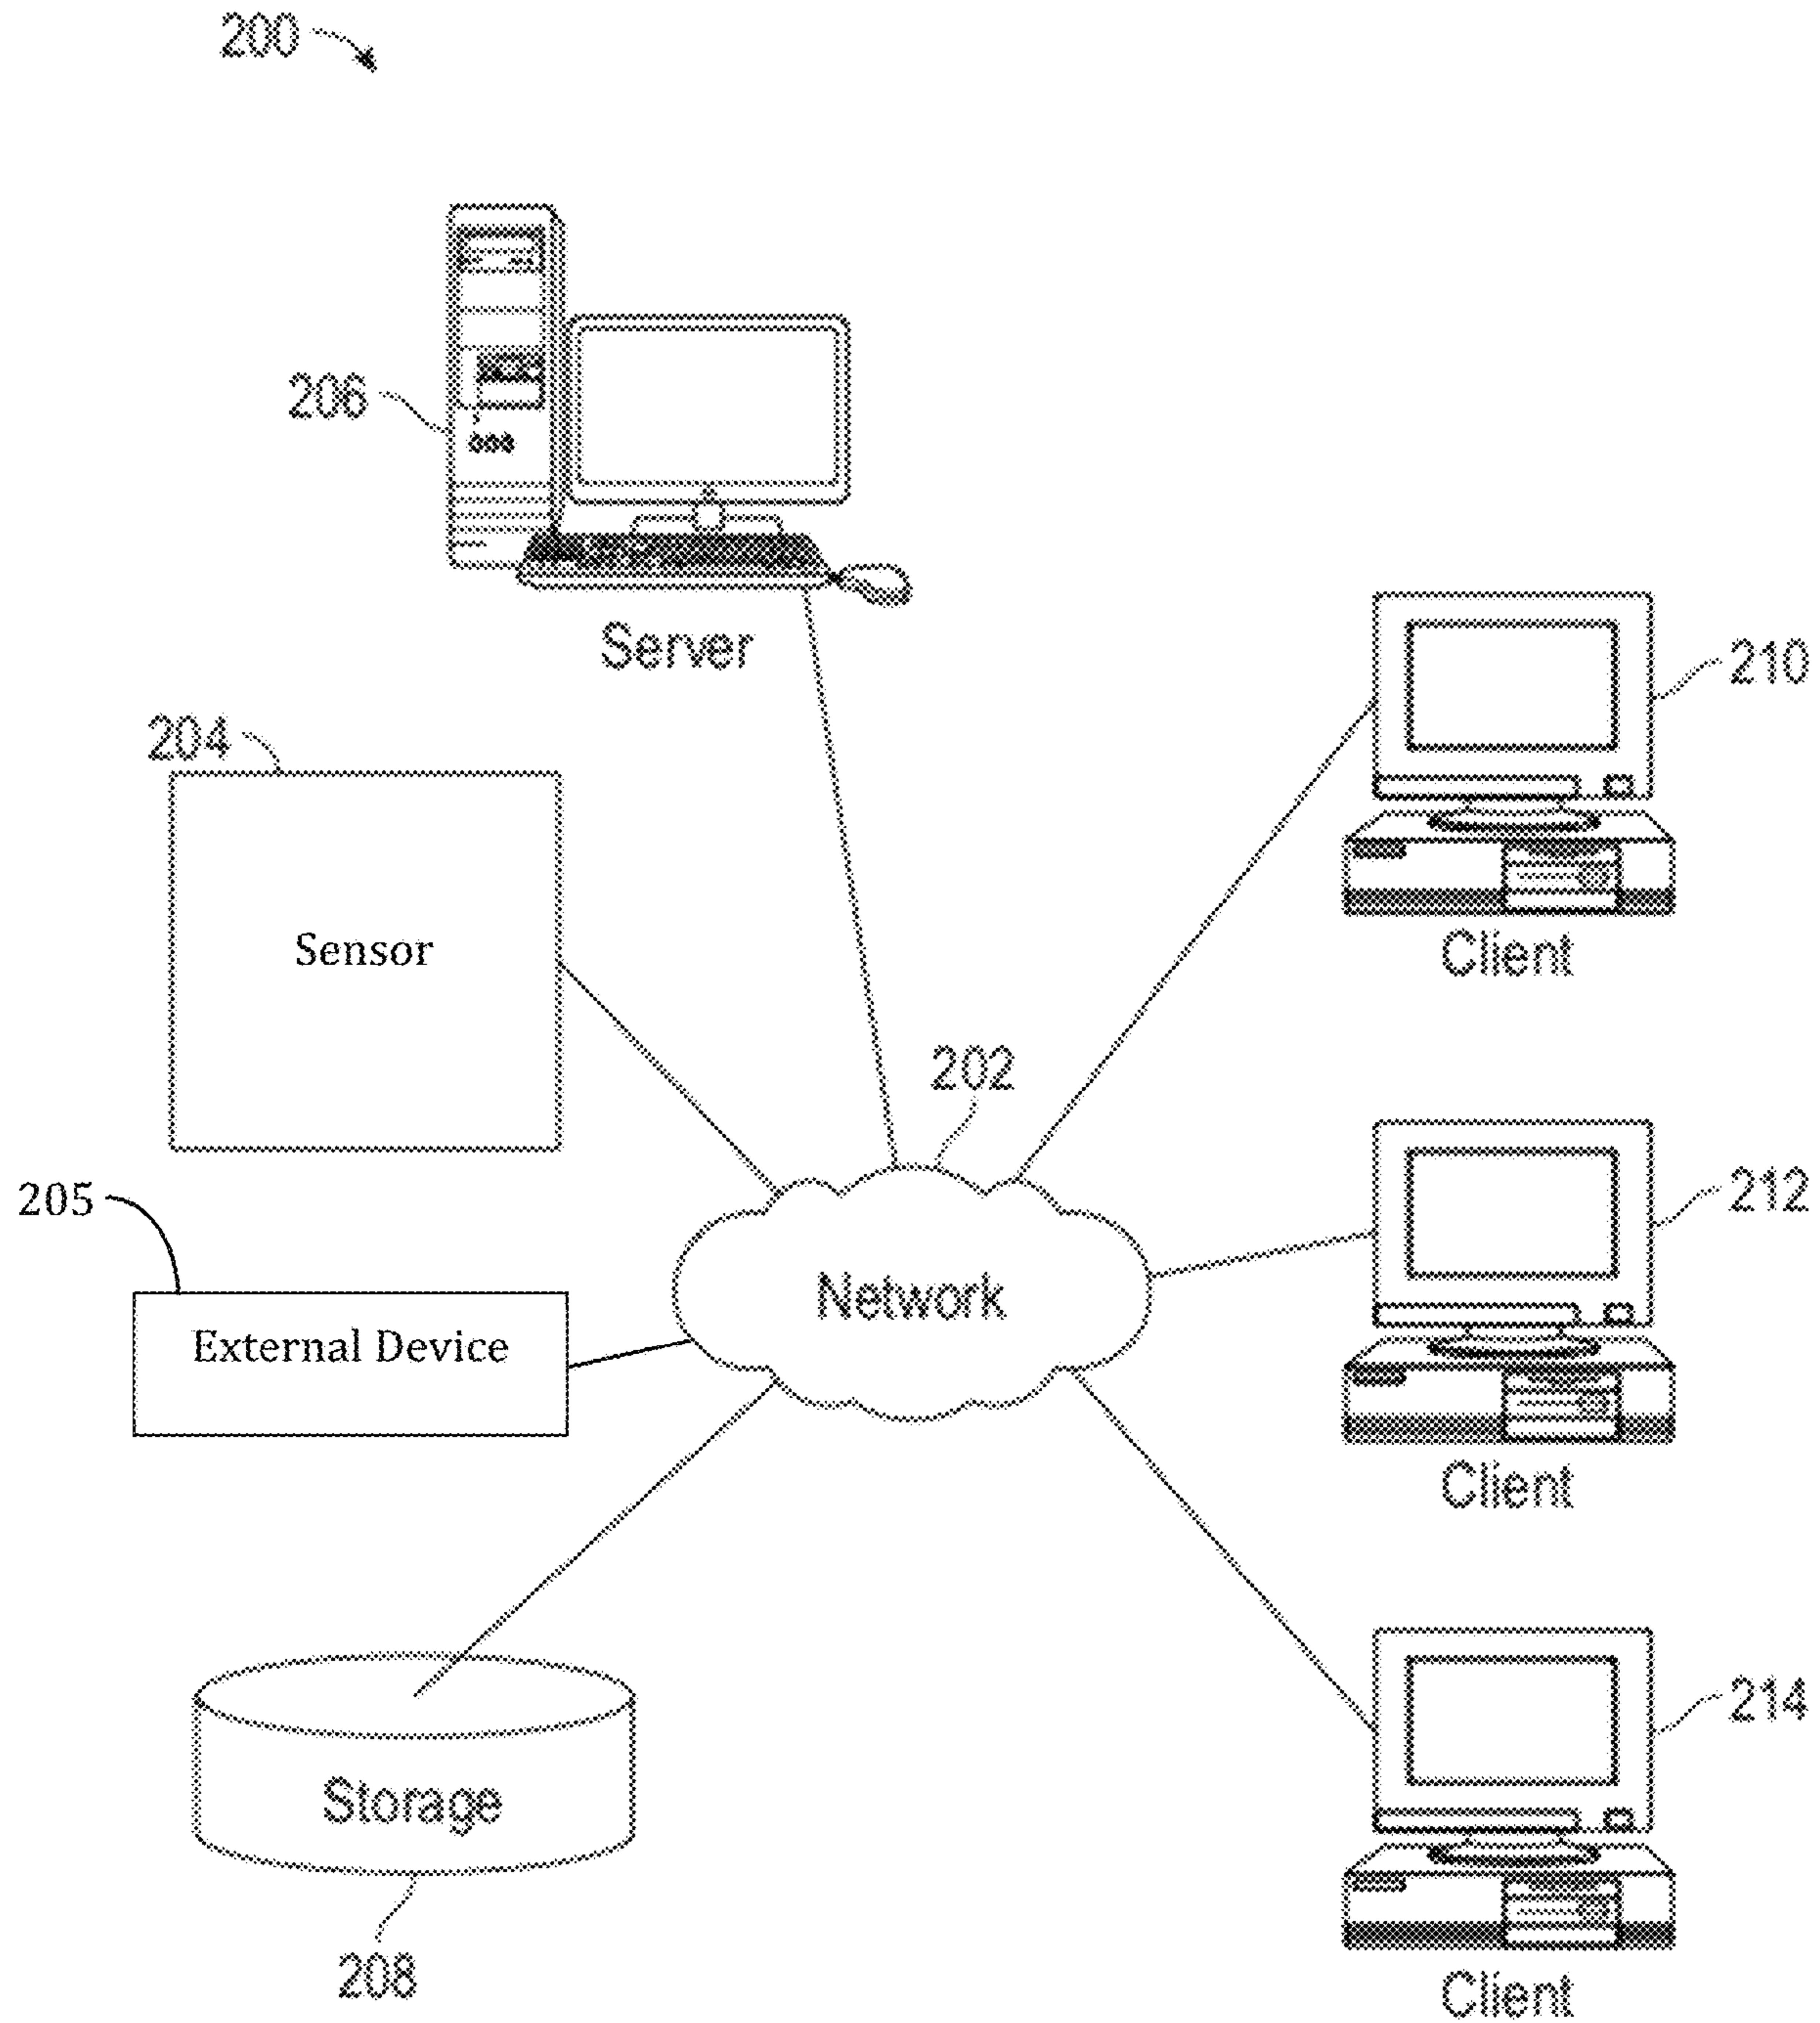 200
206
Server
210
204
Client
Sensor
202
205
212
Network
External Device
Client
214
Storage
208
Client